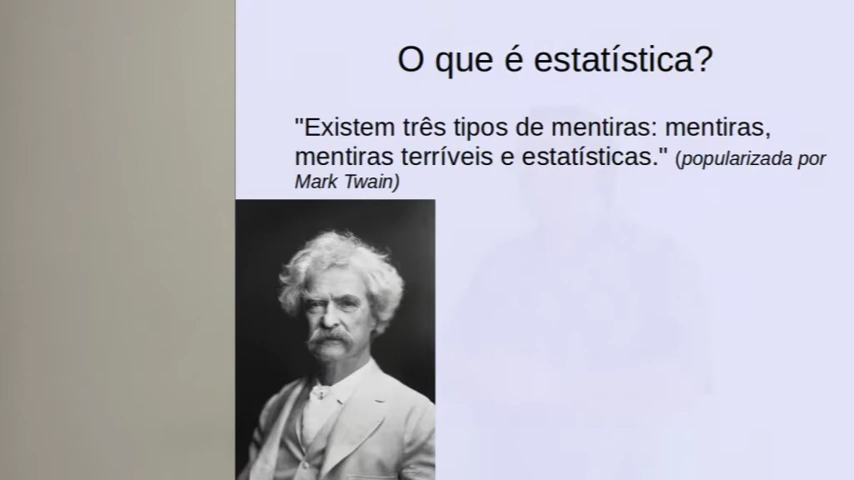 O que é estatística?
"Existem três tipos de mentiras: mentiras,
mentiras terríveis e estatísticas." (popularizada por
Mark Twain)